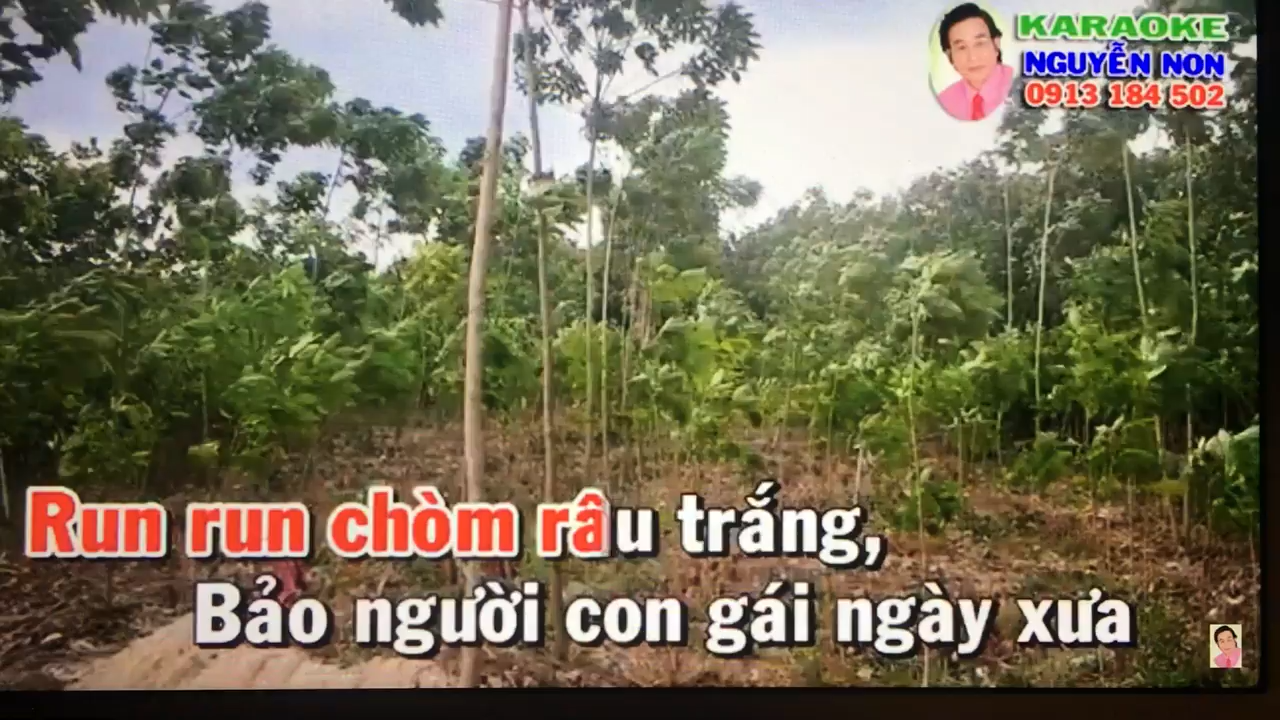 KARAOKE
NGUYỄN NON
0913 184 502
Run run chòm râu trắng,
Bảo người con gái ngày xưa